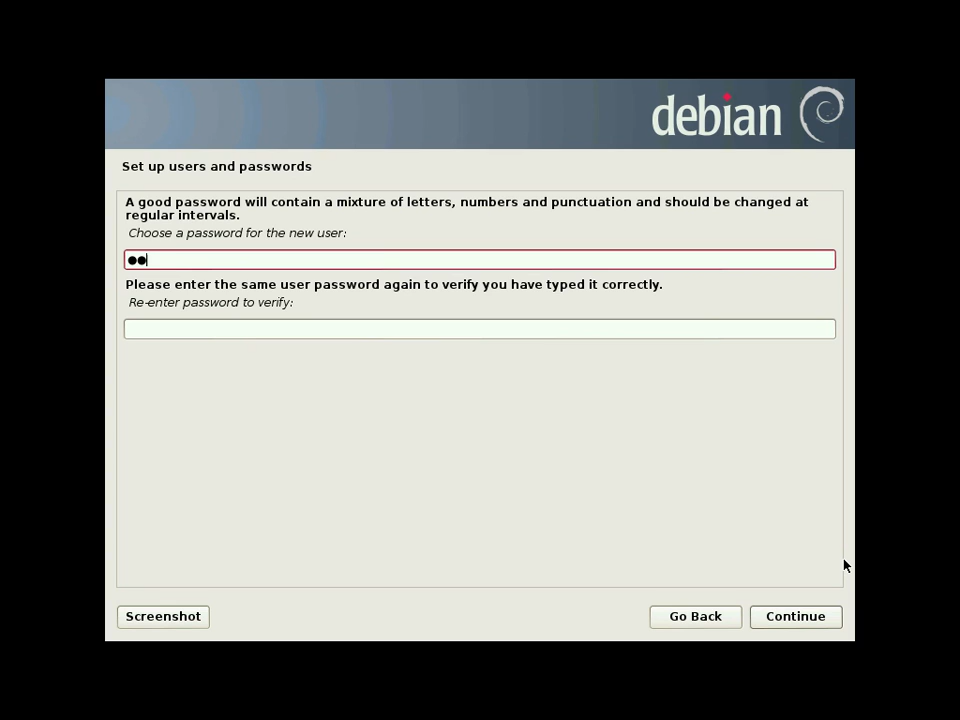 debian
Set up users and passwords
A good password will contain a mixture of letters, numbers and punctuation and should be changed at
regular intervals.
Choose a password for the new user:
●●
Please enter the same user password again to verify you have typed it correctly.
Re-enter password to verify:
Screenshot
Go Back
Continue